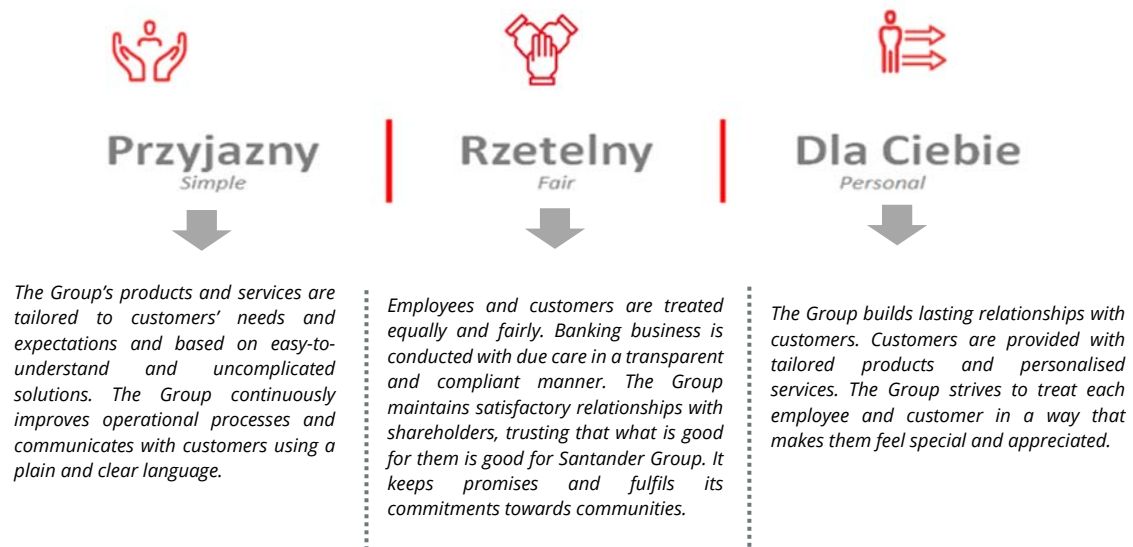 Przyjazny
Simple
The Group's products and services are
tailored to customers' needs and
expectations and based on easy-to-
understand and uncomplicated
solutions. The Group continuously
improves operational processes and
communicates with customers using a
plain and clear language.
Rzetelny
Fair
Employees and customers are treated
equally and fairly. Banking business is
conducted with due care in a transparent
and compliant manner. The Group
maintains satisfactory relationships with
shareholders, trusting that what is good
for them is good for Santander Group. It
keeps promises and fulfils its
commitments towards communities.
Dla Ciebie
Personal
The Group builds lasting relationships with
customers. Customers are provided with
tailored products and personalised
services. The Group strives to treat each
employee and customer in a way that
makes them feel special and appreciated.